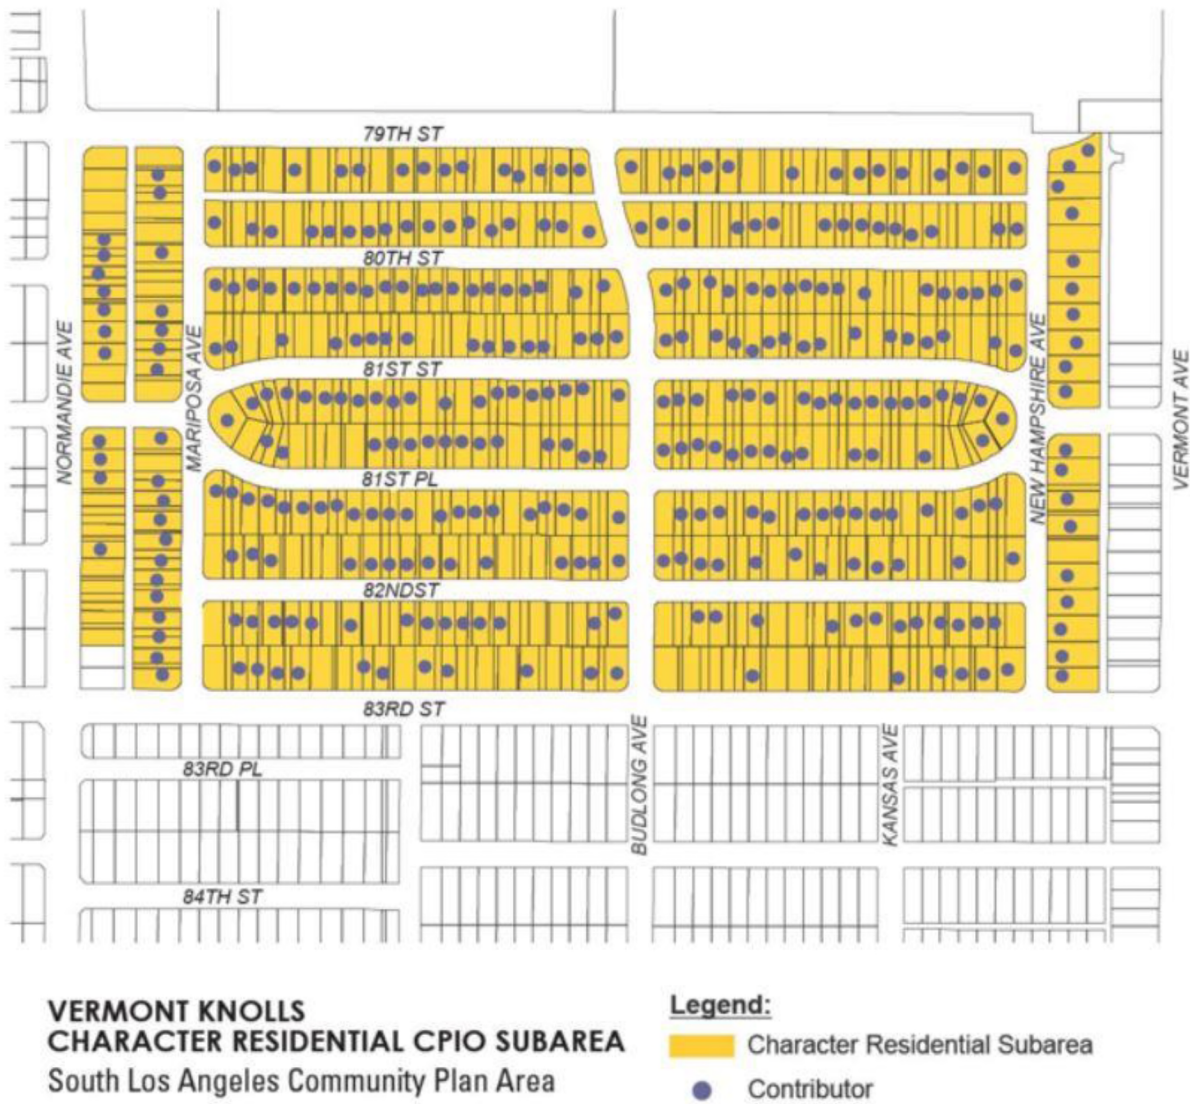 79TH ST
80TH ST
NORMANDIE AVE
MARIPOSA AVE
81ST ST
NEW HAMPSHIRE AVE
VERMONT AVE
81ST PL
82NDST
83RD ST
83RD PL
BUDLONG AVE
KANSAS AVE
84TH ST
VERMONT KNOLLS
CHARACTER RESIDENTIAL CPIO SUBAREA
South Los Angeles Community Plan Area
Legend:
Character Residential Subarea
Contributor